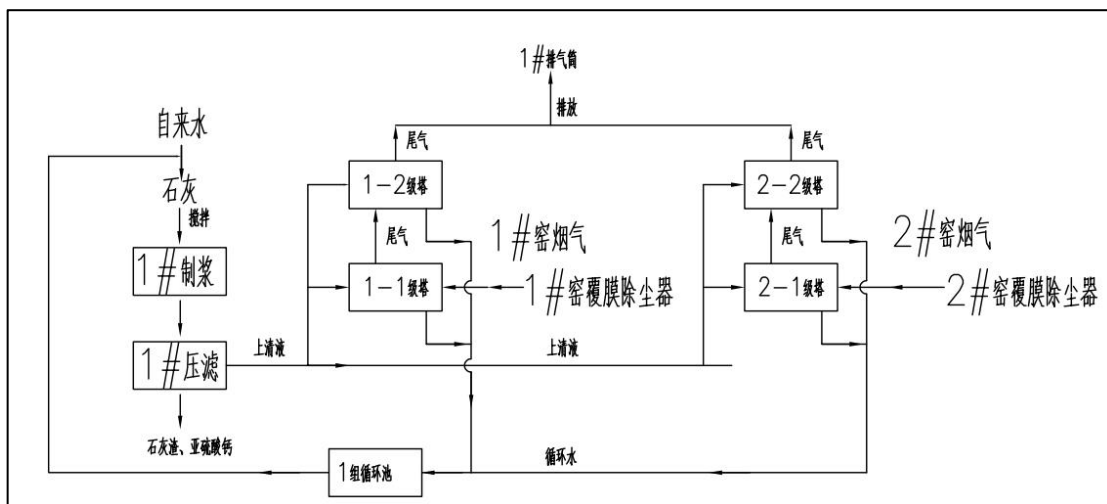 1#排气筒
排放
自来水
尾气
尾气
石灰
1-2级塔
2-2级塔
搅拌
尾气
1#窑烟气
尾气
2#窑烟气
1#制浆
1-1级塔
1#窑覆膜除尘器
2-1级塔
2#窑覆膜除尘器
1#压滤
上清液
上清液
石灰渣、亚硫酸钙
1组循环池
循环水